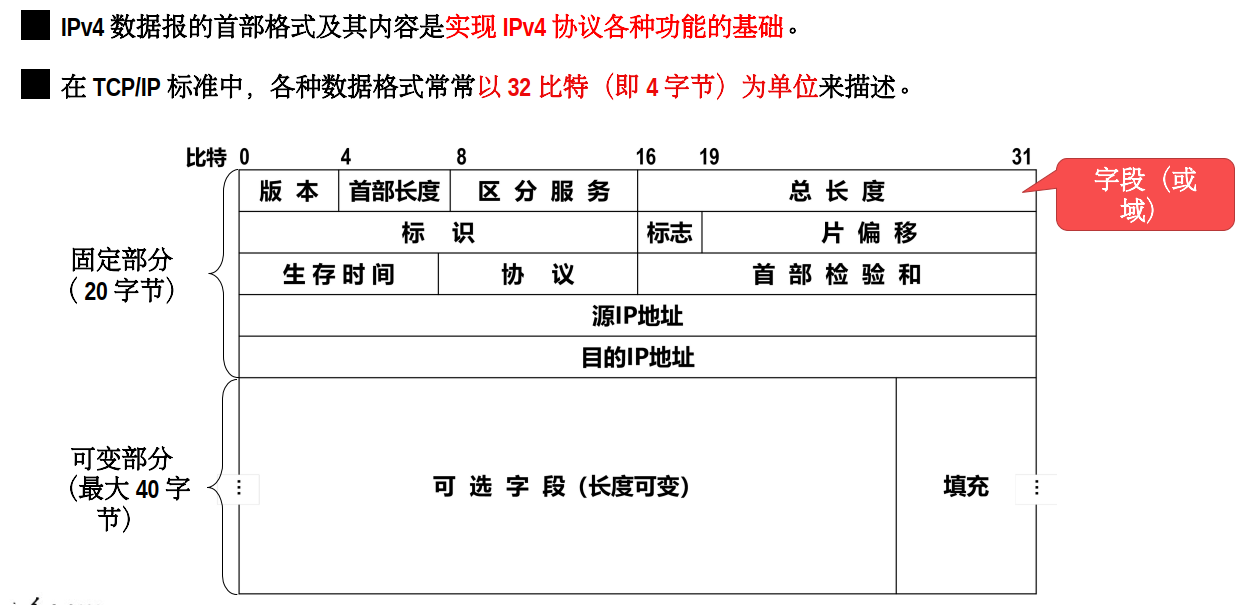 IPv4 数据报的首部格式及其内容是实现 IPv4 协议各种功能的基础。
在 TCP/IP 标准中，各种数据格式常常以 32 比特（即 4 字节）为单位来描述。
比特 0 4 8 16 19 31
版 本 首部长度 区 分 服 务 总 长 度
字段（或
域）
标 识 标志 片 偏 移
固定部分
（ 20 字节）
生 存 时 间 协 议 首 部 检 验 和
源IP地址
目的IP地址
可变部分
（最大 40 字
节）
可 选 字 段（长度可变） 填充